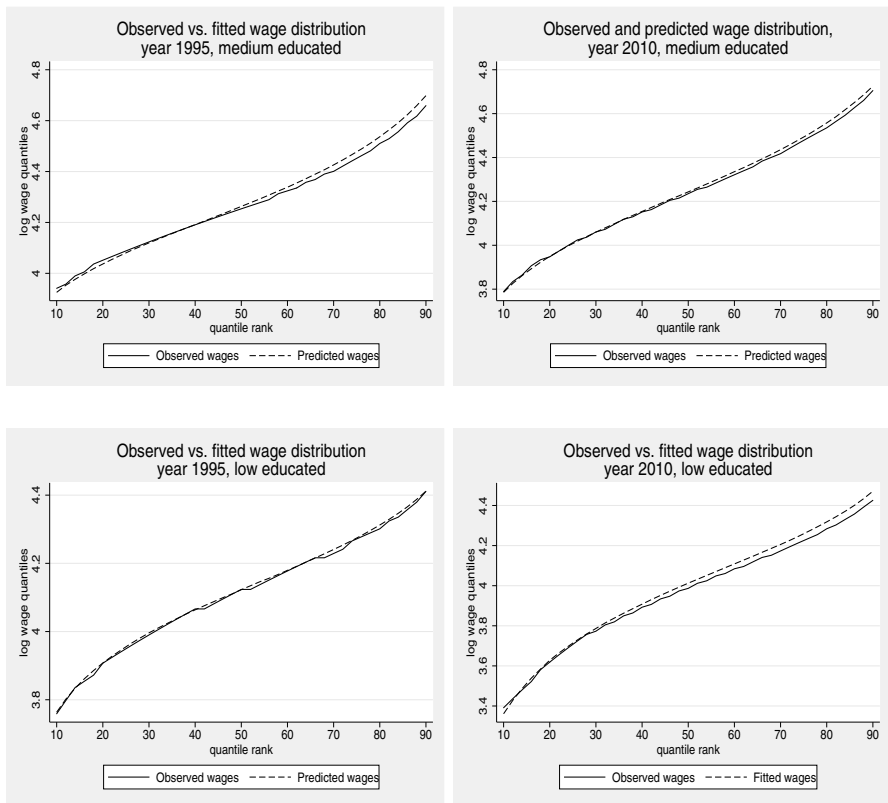 Observed vs. fitted wage distribution
year 1995, medium educated
log wage quantiles
4.8
4.6
4.4
4.2
4
10 20 30 40 50 60 70 80 90
quantile rank
Observed wages Predicted wages
Observed and predicted wage distribution,
year 2010, medium educated
log wage quantiles
4.8
4.6
4.4
4.2
4
3.8
10 20 30 40 50 60 70 80 90
quantile rank
Observed wages Predicted wages
Observed vs. fitted wage distribution
year 1995, low educated
log wage quantiles
4.4
4.2
4
3.8
10 20 30 40 50 60 70 80 90
quantile rank
Observed wages Predicted wages
Observed vs. fitted wage distribution
year 2010, low educated
log wage quantiles
4.4
4.2
4
3.8
3.6
3.4
10 20 30 40 50 60 70 80 90
quantile rank
Observed wages Fitted wages